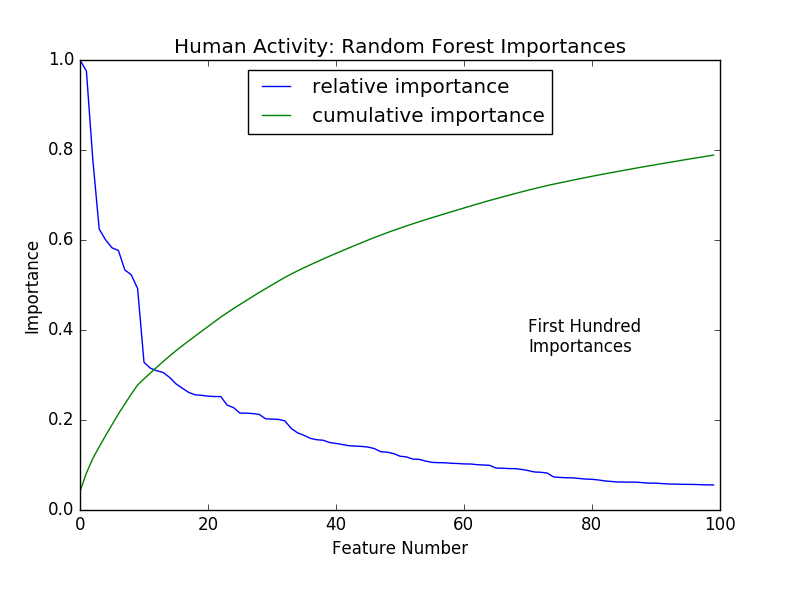 Human Activity: Random Forest Importances
relative importance
cumulative importance
1.0
0.8
0.6
0.4
0.2
0.0
Importance
First Hundred
Importances
0 20 40 60 80 100
Feature Number